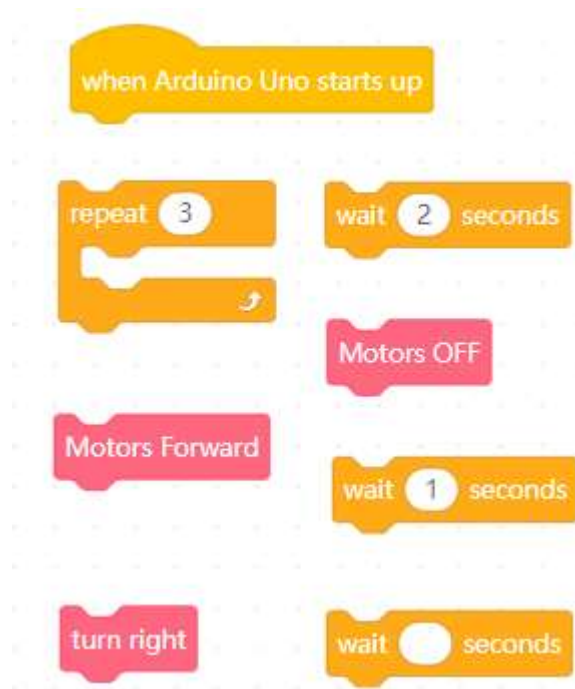 when Arduino Uno starts up
repeat 3
wait 2 seconds
Motors OFF
Motors Forward
wait 1 seconds
turn right
wait seconds